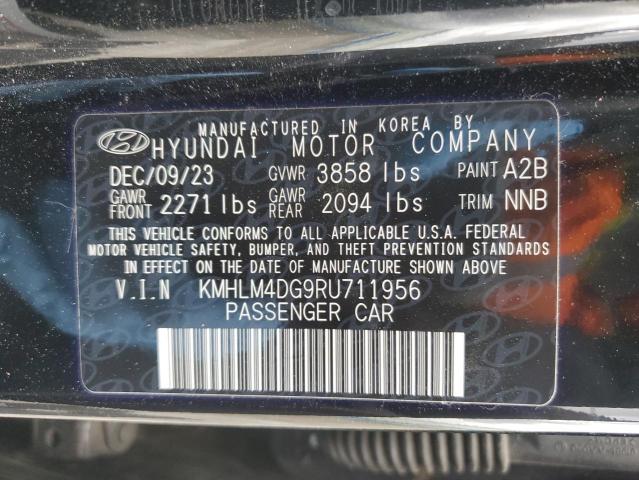 MANUFACTURED IN KOREA BY
HYUNDAI MOTOR COMPANY
DEC/09/23 GVWR 3858 lbs PAINT A2B
GAWR FRONT 2271 lbs GAWR REAR 2094 lbs TRIM NNB
THIS VEHICLE CONFORMS TO ALL APPLICABLE U.S.A. FEDERAL
MOTOR VEHICLE SAFETY, BUMPER, AND THEFT PREVENTION STANDARDS
IN EFFECT ON THE DATE OF MANUFACTURE SHOWN ABOVE
V.I.N KMHLM4DG9RU711956
PASSENGER CAR